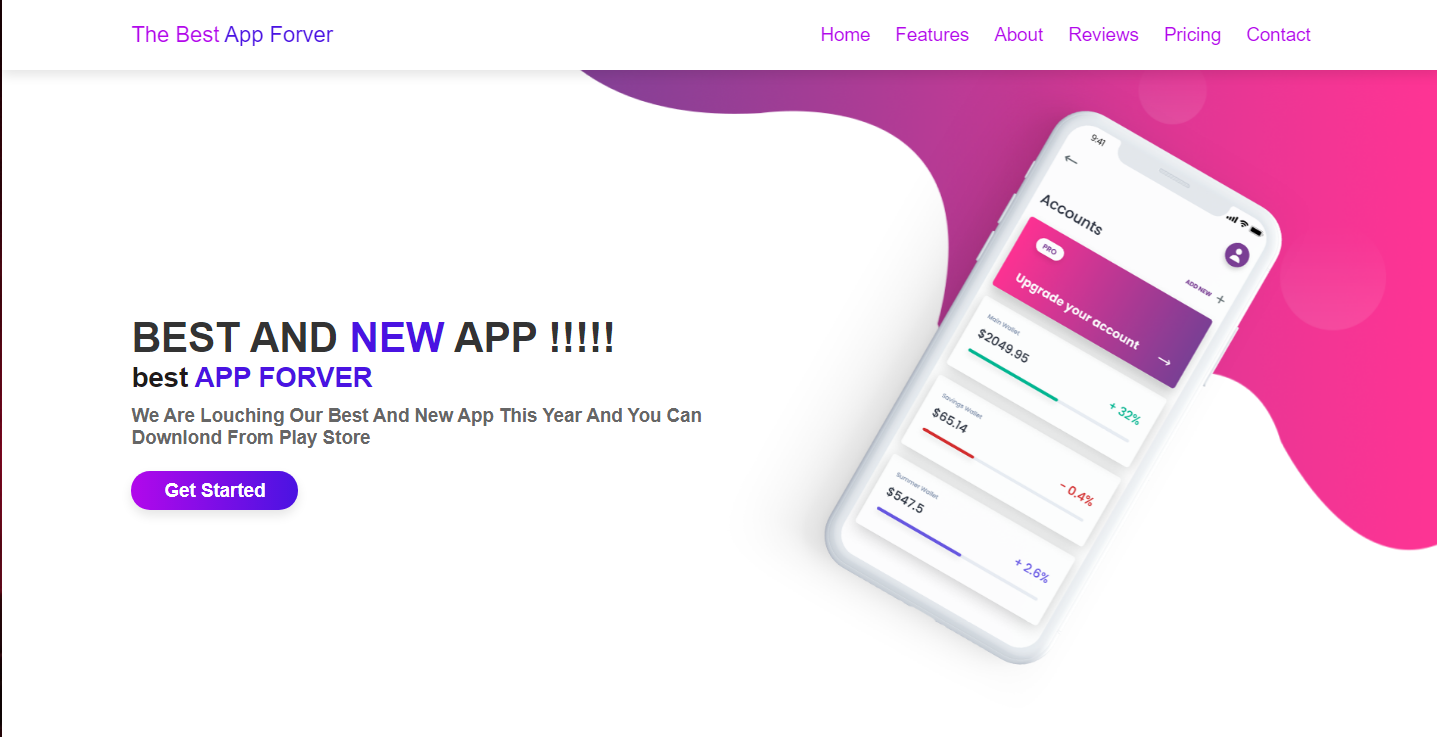 The Best App Forver
Home Features About Reviews Pricing Contact
BEST AND NEW APP !!!!!
best APP FORVER
We Are Louching Our Best And New App This Year And You Can
Downlond From Play Store
Get Started
9:41
Accounts
PRO
Upgrade your account
ADD NEW
Main Wallet
$2049.95
+ 32%
Savings Wallet
$65.14
- 0.4%
Summer Wallet
$547.5
+ 2.6%